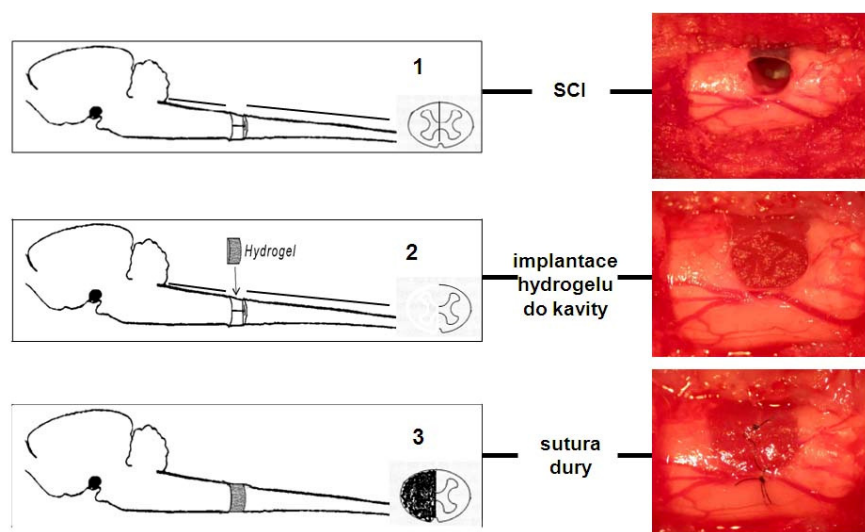 1
SCI
Hydrogel
2
implantace
hydrogelu
do kavity
3
sutura
dury